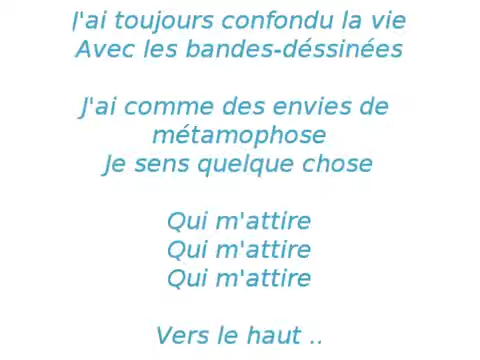 J'ai toujours confondu la vie
Avec les bandes-déssinées
J'ai comme des envies de
métamophose
Je sens quelque chose
Qui m'attire
Qui m'attire
Qui m'attire
Vers le haut ..